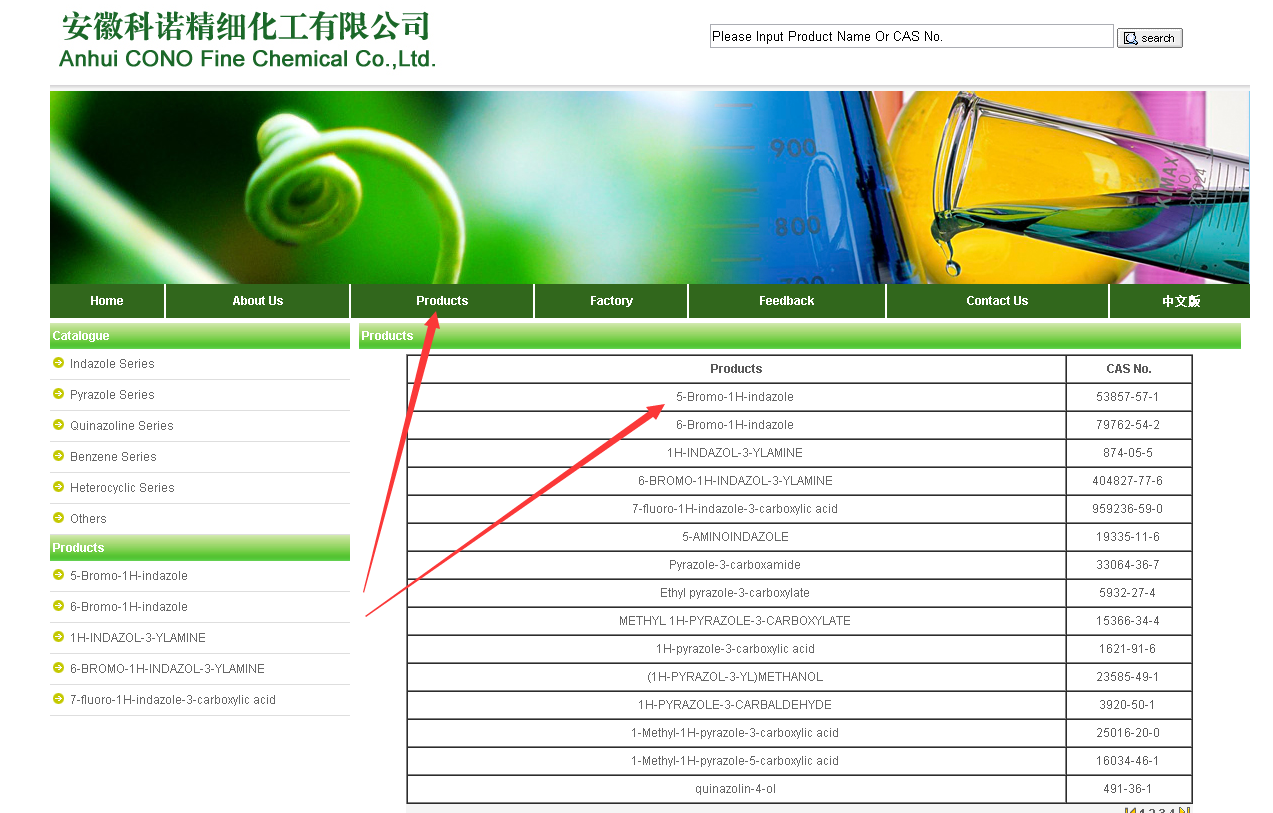 安徽科诺精细化工有限公司
Anhui CONO Fine Chemical Co.,Ltd.
Please Input Product Name Or CAS No.
search
900
800
700
KIMAX
NO.
20024
Home About Us Products Factory Feedback Contact Us 中文版
Catalogue
Indazole Series
Pyrazole Series
Quinazoline Series
Benzene Series
Heterocyclic Series
Others
Products
5-Bromo-1H-indazole
6-Bromo-1H-indazole
1H-INDAZOL-3-YLAMINE
6-BROMO-1H-INDAZOL-3-YLAMINE
7-fluoro-1H-indazole-3-carboxylic acid
Products
Products CAS No.
5-Bromo-1H-indazole 53857-57-1
6-Bromo-1H-indazole 79762-54-2
1H-INDAZOL-3-YLAMINE 874-05-5
6-BROMO-1H-INDAZOL-3-YLAMINE 404827-77-6
7-fluoro-1H-indazole-3-carboxylic acid 959236-59-0
5-AMINOINDAZOLE 19335-11-6
Pyrazole-3-carboxamide 33064-36-7
Ethyl pyrazole-3-carboxylate 5932-27-4
METHYL 1H-PYRAZOLE-3-CARBOXYLATE 15366-34-4
1H-pyrazole-3-carboxylic acid 1621-91-6
(1H-PYRAZOL-3-YL)METHANOL 23585-49-1
1H-PYRAZOLE-3-CARBALDEHYDE 3920-50-1
1-Methyl-1H-pyrazole-3-carboxylic acid 25016-20-0
1-Methyl-1H-pyrazole-5-carboxylic acid 16034-46-1
quinazolin-4-ol 491-36-1
1 2 3 4